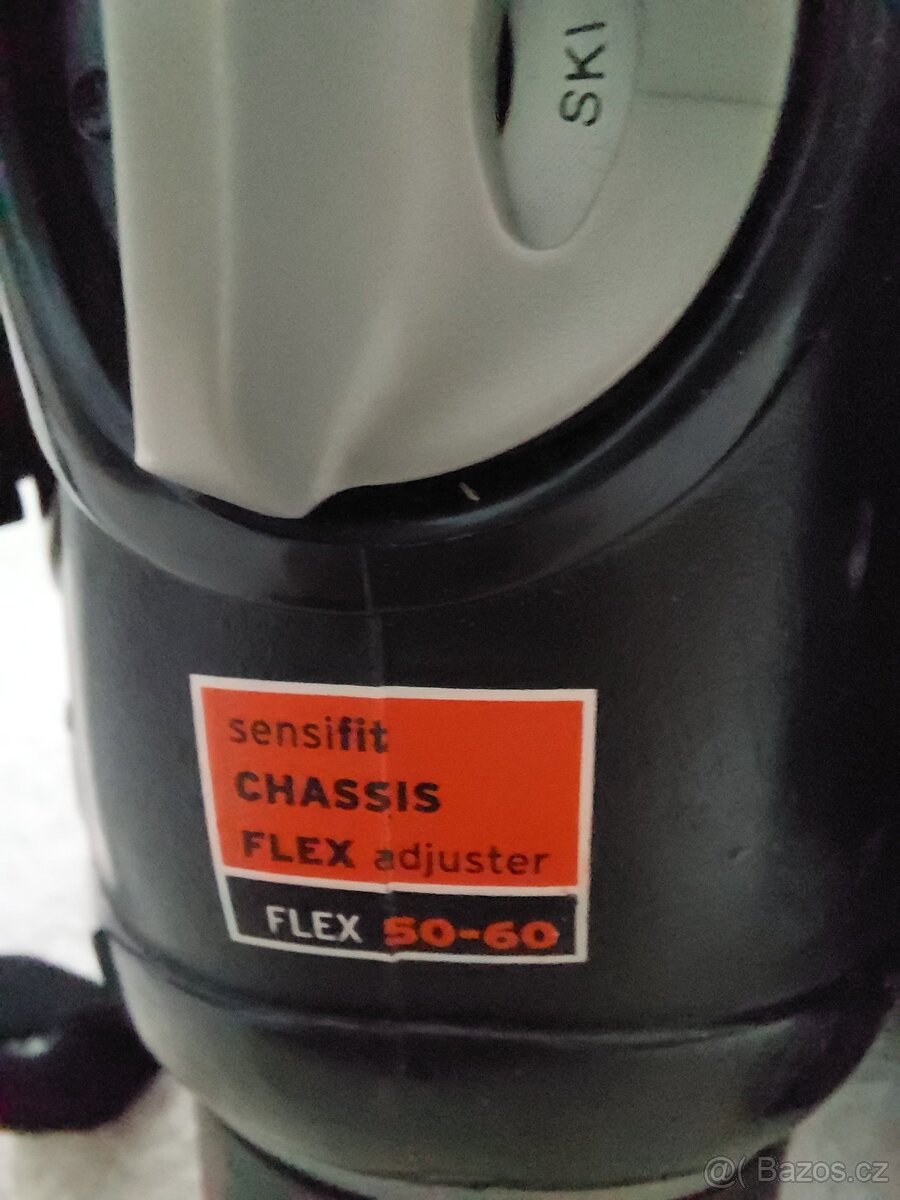 SKI
sensifit
CHASSIS
FLEX adjuster
FLEX 50-60
@( Bazos.cz